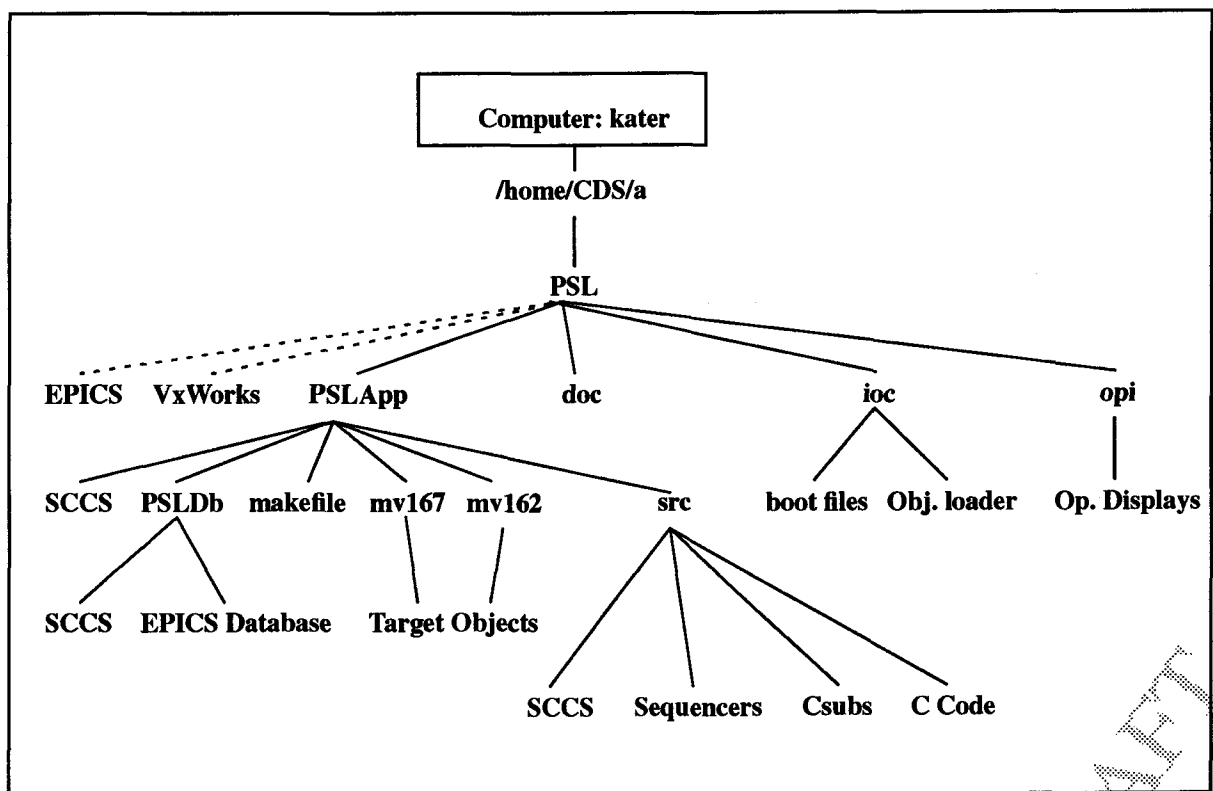 Computer: kater
/home/CDS/a
PSL
EPICS VxWorks PSLApp doc ioc opi
SCCS PSLDb makefile mv167 mv162 src boot files Obj. loader Op. Displays
SCCS EPICS Database Target Objects
SCCS Sequencers Csubs C Code